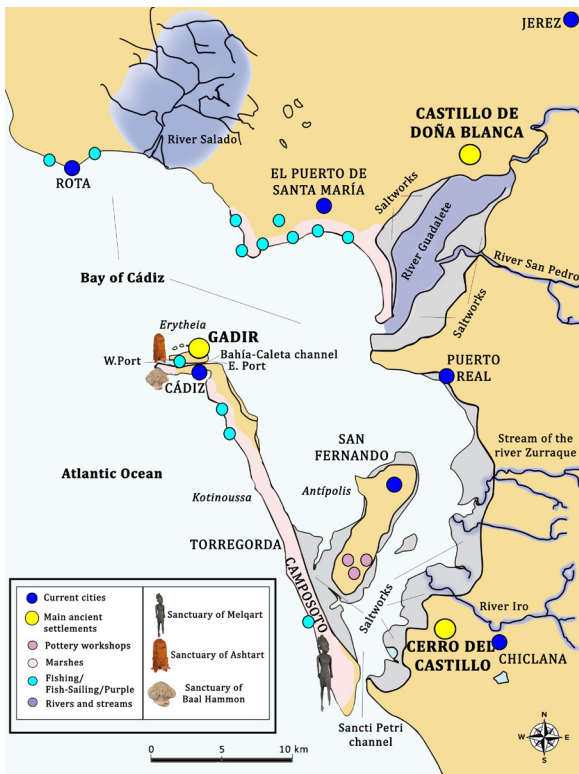 JEREZ
CASTILLO DE
DOÑA BLANCA
River Salado
ROTA
EL PUERTO DE
SANTA MARÍA
Saltworks
River Guadalete
River San Pedro
Saltworks
Bay of Cádiz
Erytheia
GADIR
Bahía-Caleta channel
W.Port
E. Port
CÁDIZ
PUERTO
REAL
SAN
FERNANDO
Stream of the
river Zurraque
Atlantic Ocean
Kotinoussa
Antípolis
TORREGORDA
CAMPOSOTO
Saltworks
River Iro
CERRO DEL
CASTILLO
CHICLANA
Sancti Petri
channel
Current cities
Main ancient
settlements
Pottery workshops
Marshes
Fishing/
Fish-Sailing/Purple
Rivers and streams
Sanctuary of Melqart
Sanctuary of Ashtart
Sanctuary of
Baal Hammon
0 5 10 km
N
W E
S